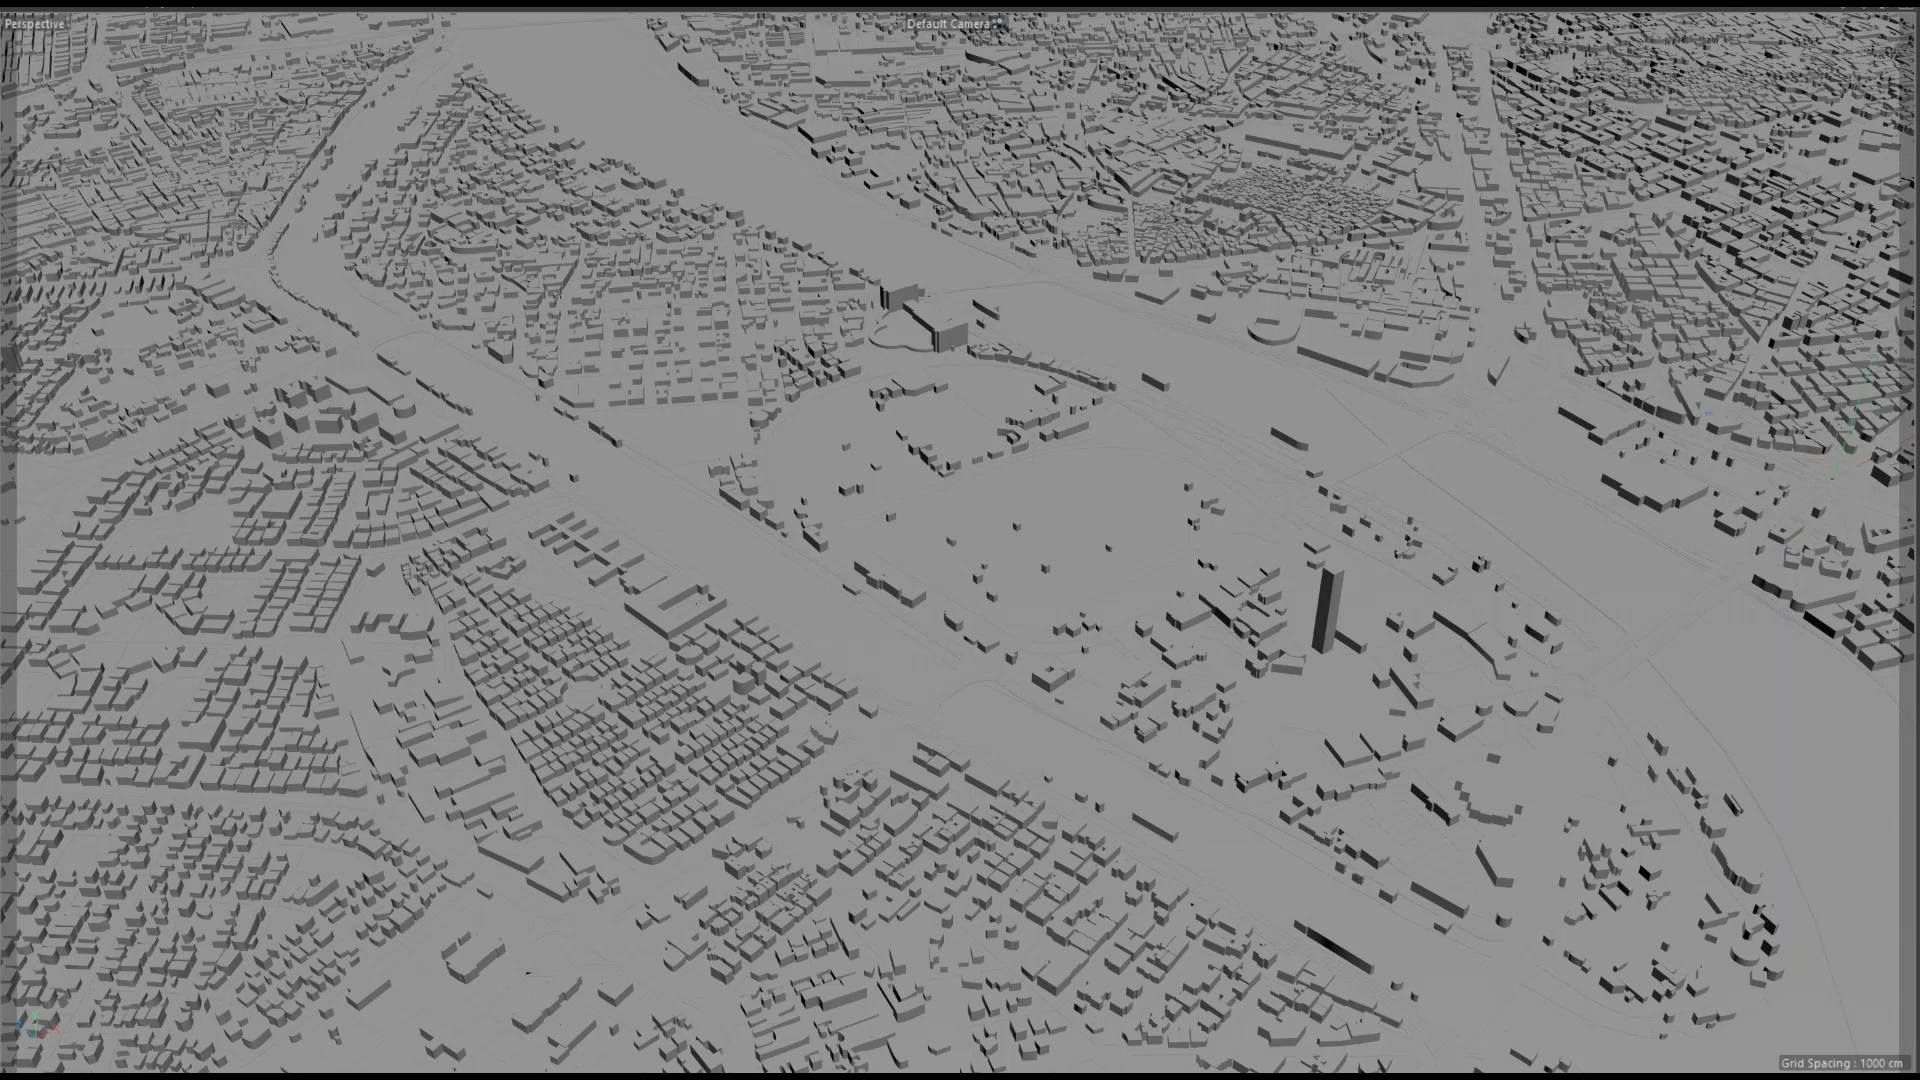 Perspective
Default Camera
Y
X
Z
Grid Spacing : 1000 cm